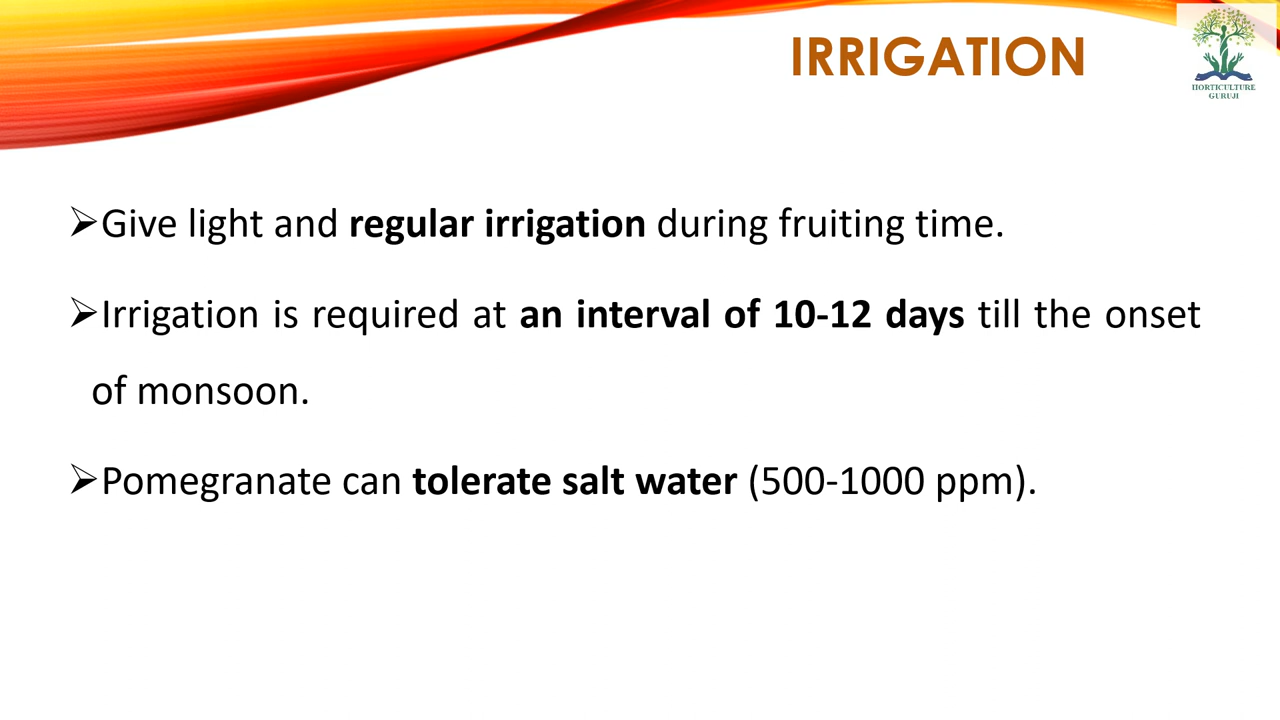 IRRIGATION
HORTICULTURE
GURUJI
➢Give light and regular irrigation during fruiting time.
➢Irrigation is required at an interval of 10-12 days till the onset
of monsoon.
➢Pomegranate can tolerate salt water (500-1000 ppm).